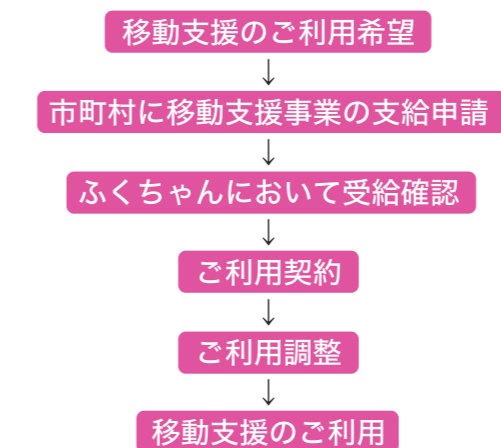 移動支援のご利用希望
↓
市町村に移動支援事業の支給申請
↓
ふくちゃんにおいて受給確認
↓
ご利用契約
↓
ご利用調整
↓
移動支援のご利用